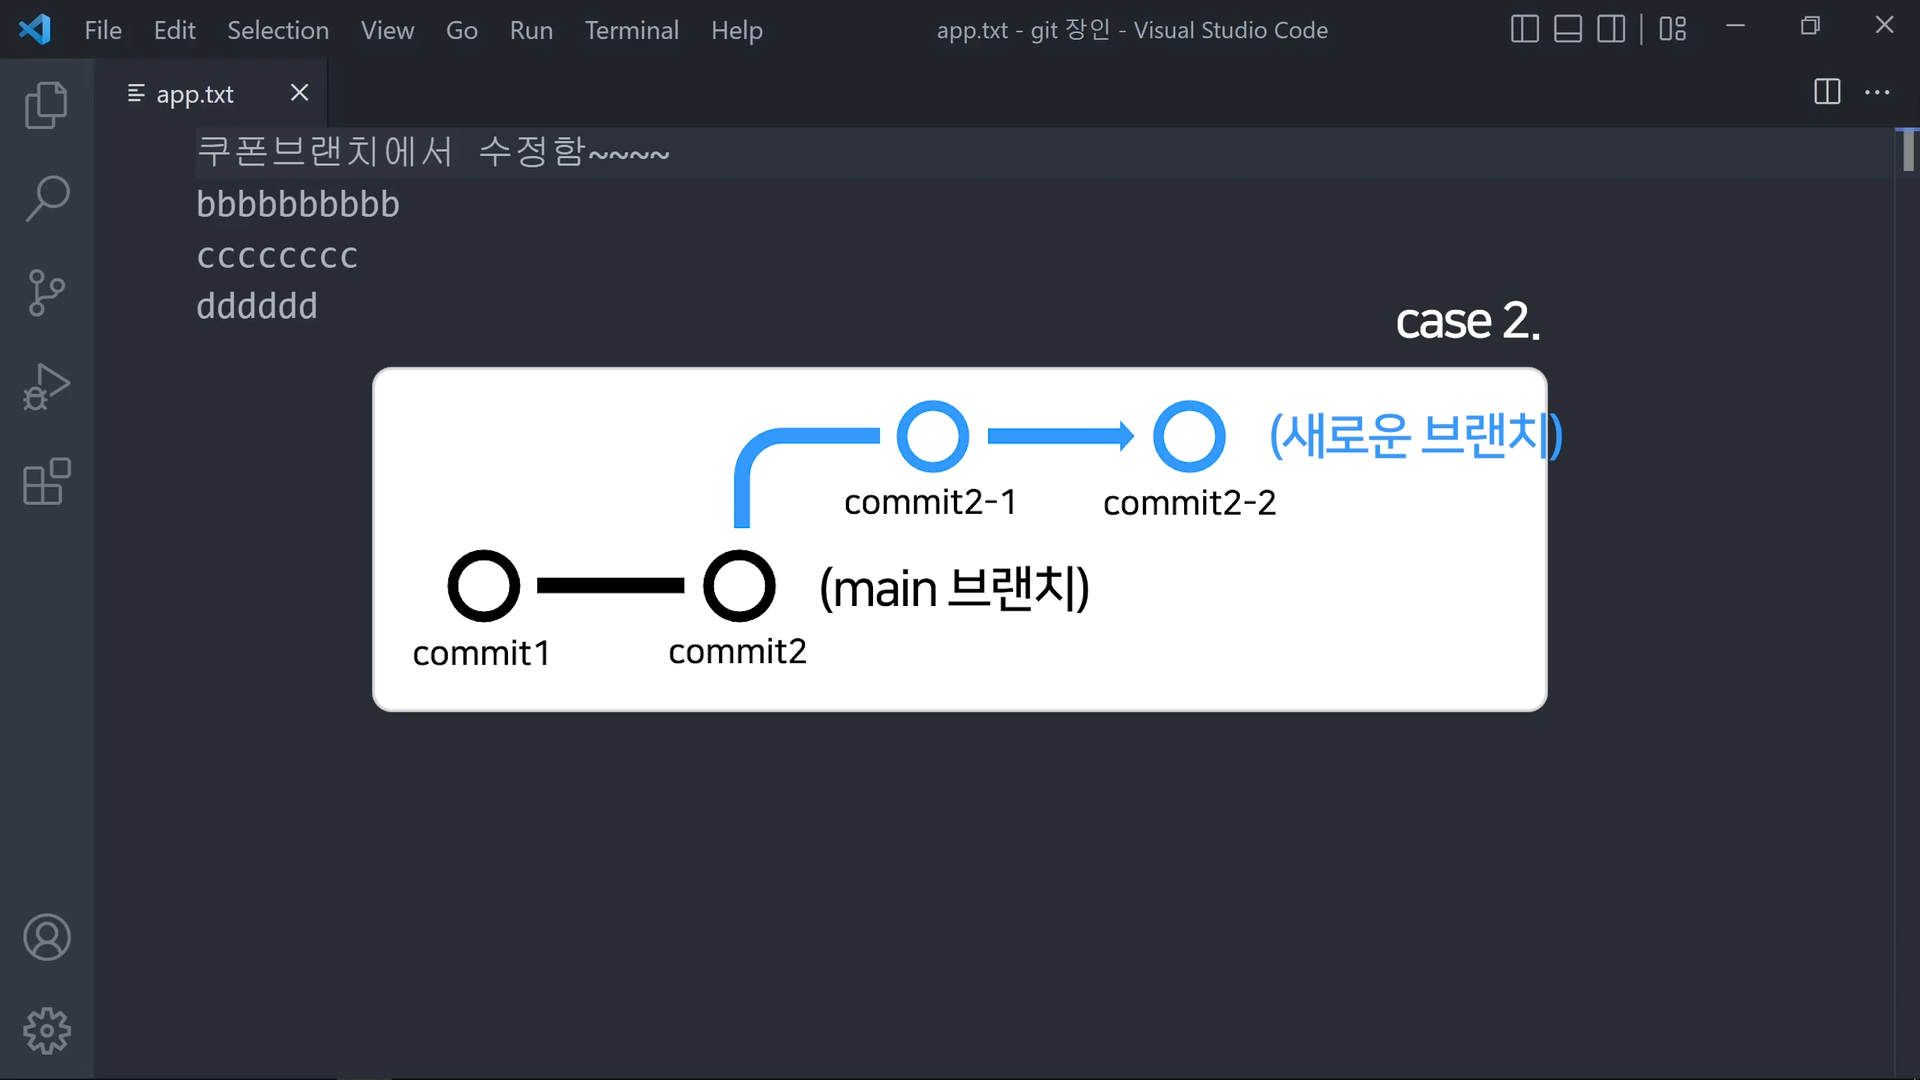 File Edit Selection View Go Run Terminal Help
app.txt - git 장인 - Visual Studio Code
app.txt
쿠폰브랜치에서 수정함~~~~
bbbbbbbbbb
cccccccc
dddddd
case 2.
(새로운 브랜치)
commit2-1 commit2-2
(main 브랜치)
commit1 commit2